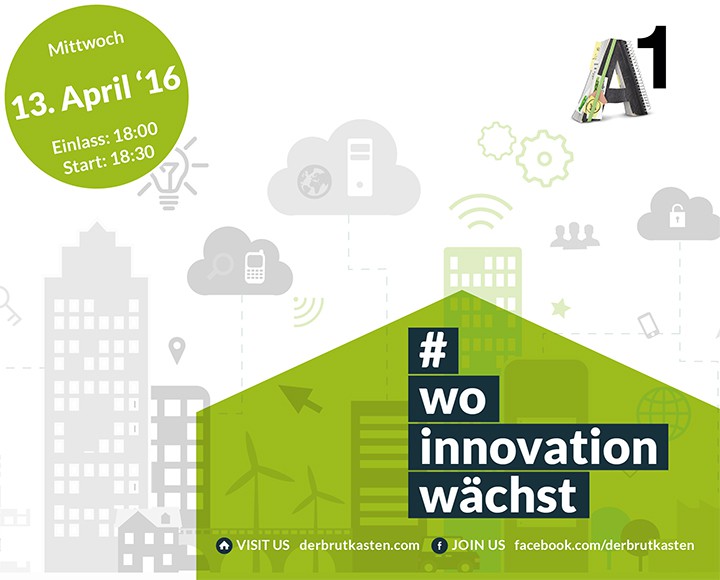 Mittwoch
13. April ‘16
Einlass: 18:00
Start: 18:30
A1
#
wo
innovation
wächst
VISIT US derbrutkasten.com JOIN US facebook.com/derbrutkasten